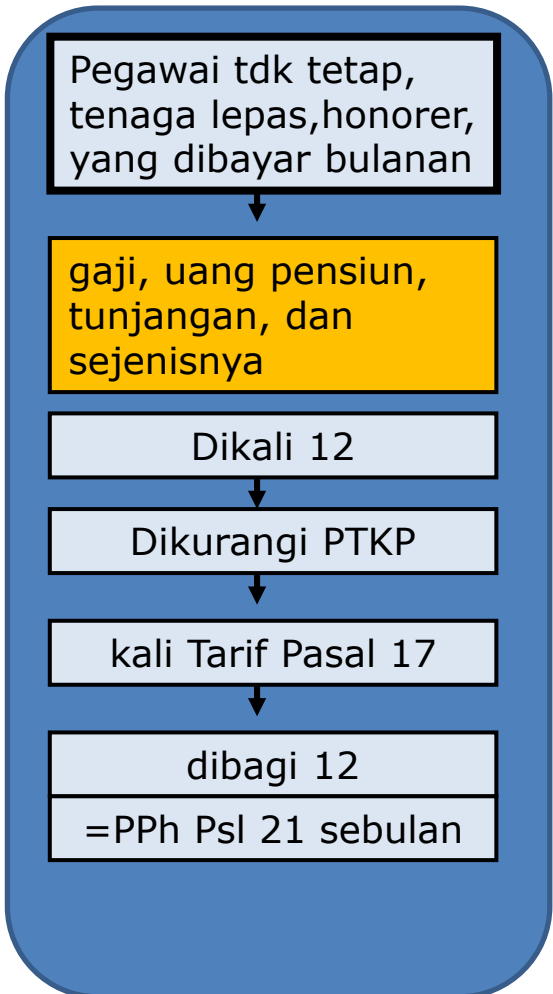 Pegawai tdk tetap,
tenaga lepas,honorer,
yang dibayar bulanan
gaji, uang pensiun,
tunjangan, dan
sejenisnya
Dikali 12
Dikurangi PTKP
kali Tarif Pasal 17
dibagi 12
=PPh Psl 21 sebulan